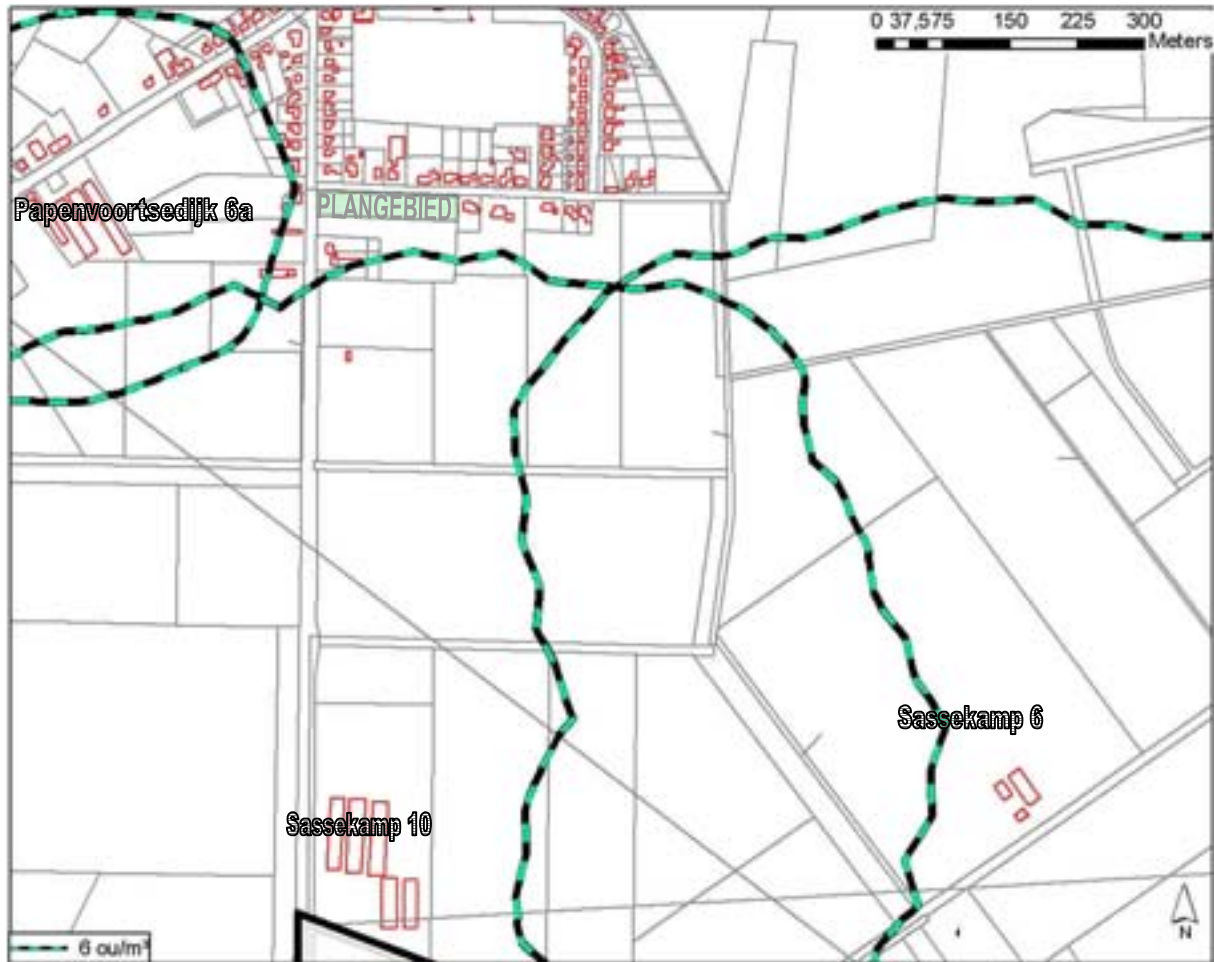 0 37,575 150 225 300
Meters
Papenvoortsedijk 6a
PLANGEBIED
Sassekamp 6
Sassekamp 10
N
6 ou/m³